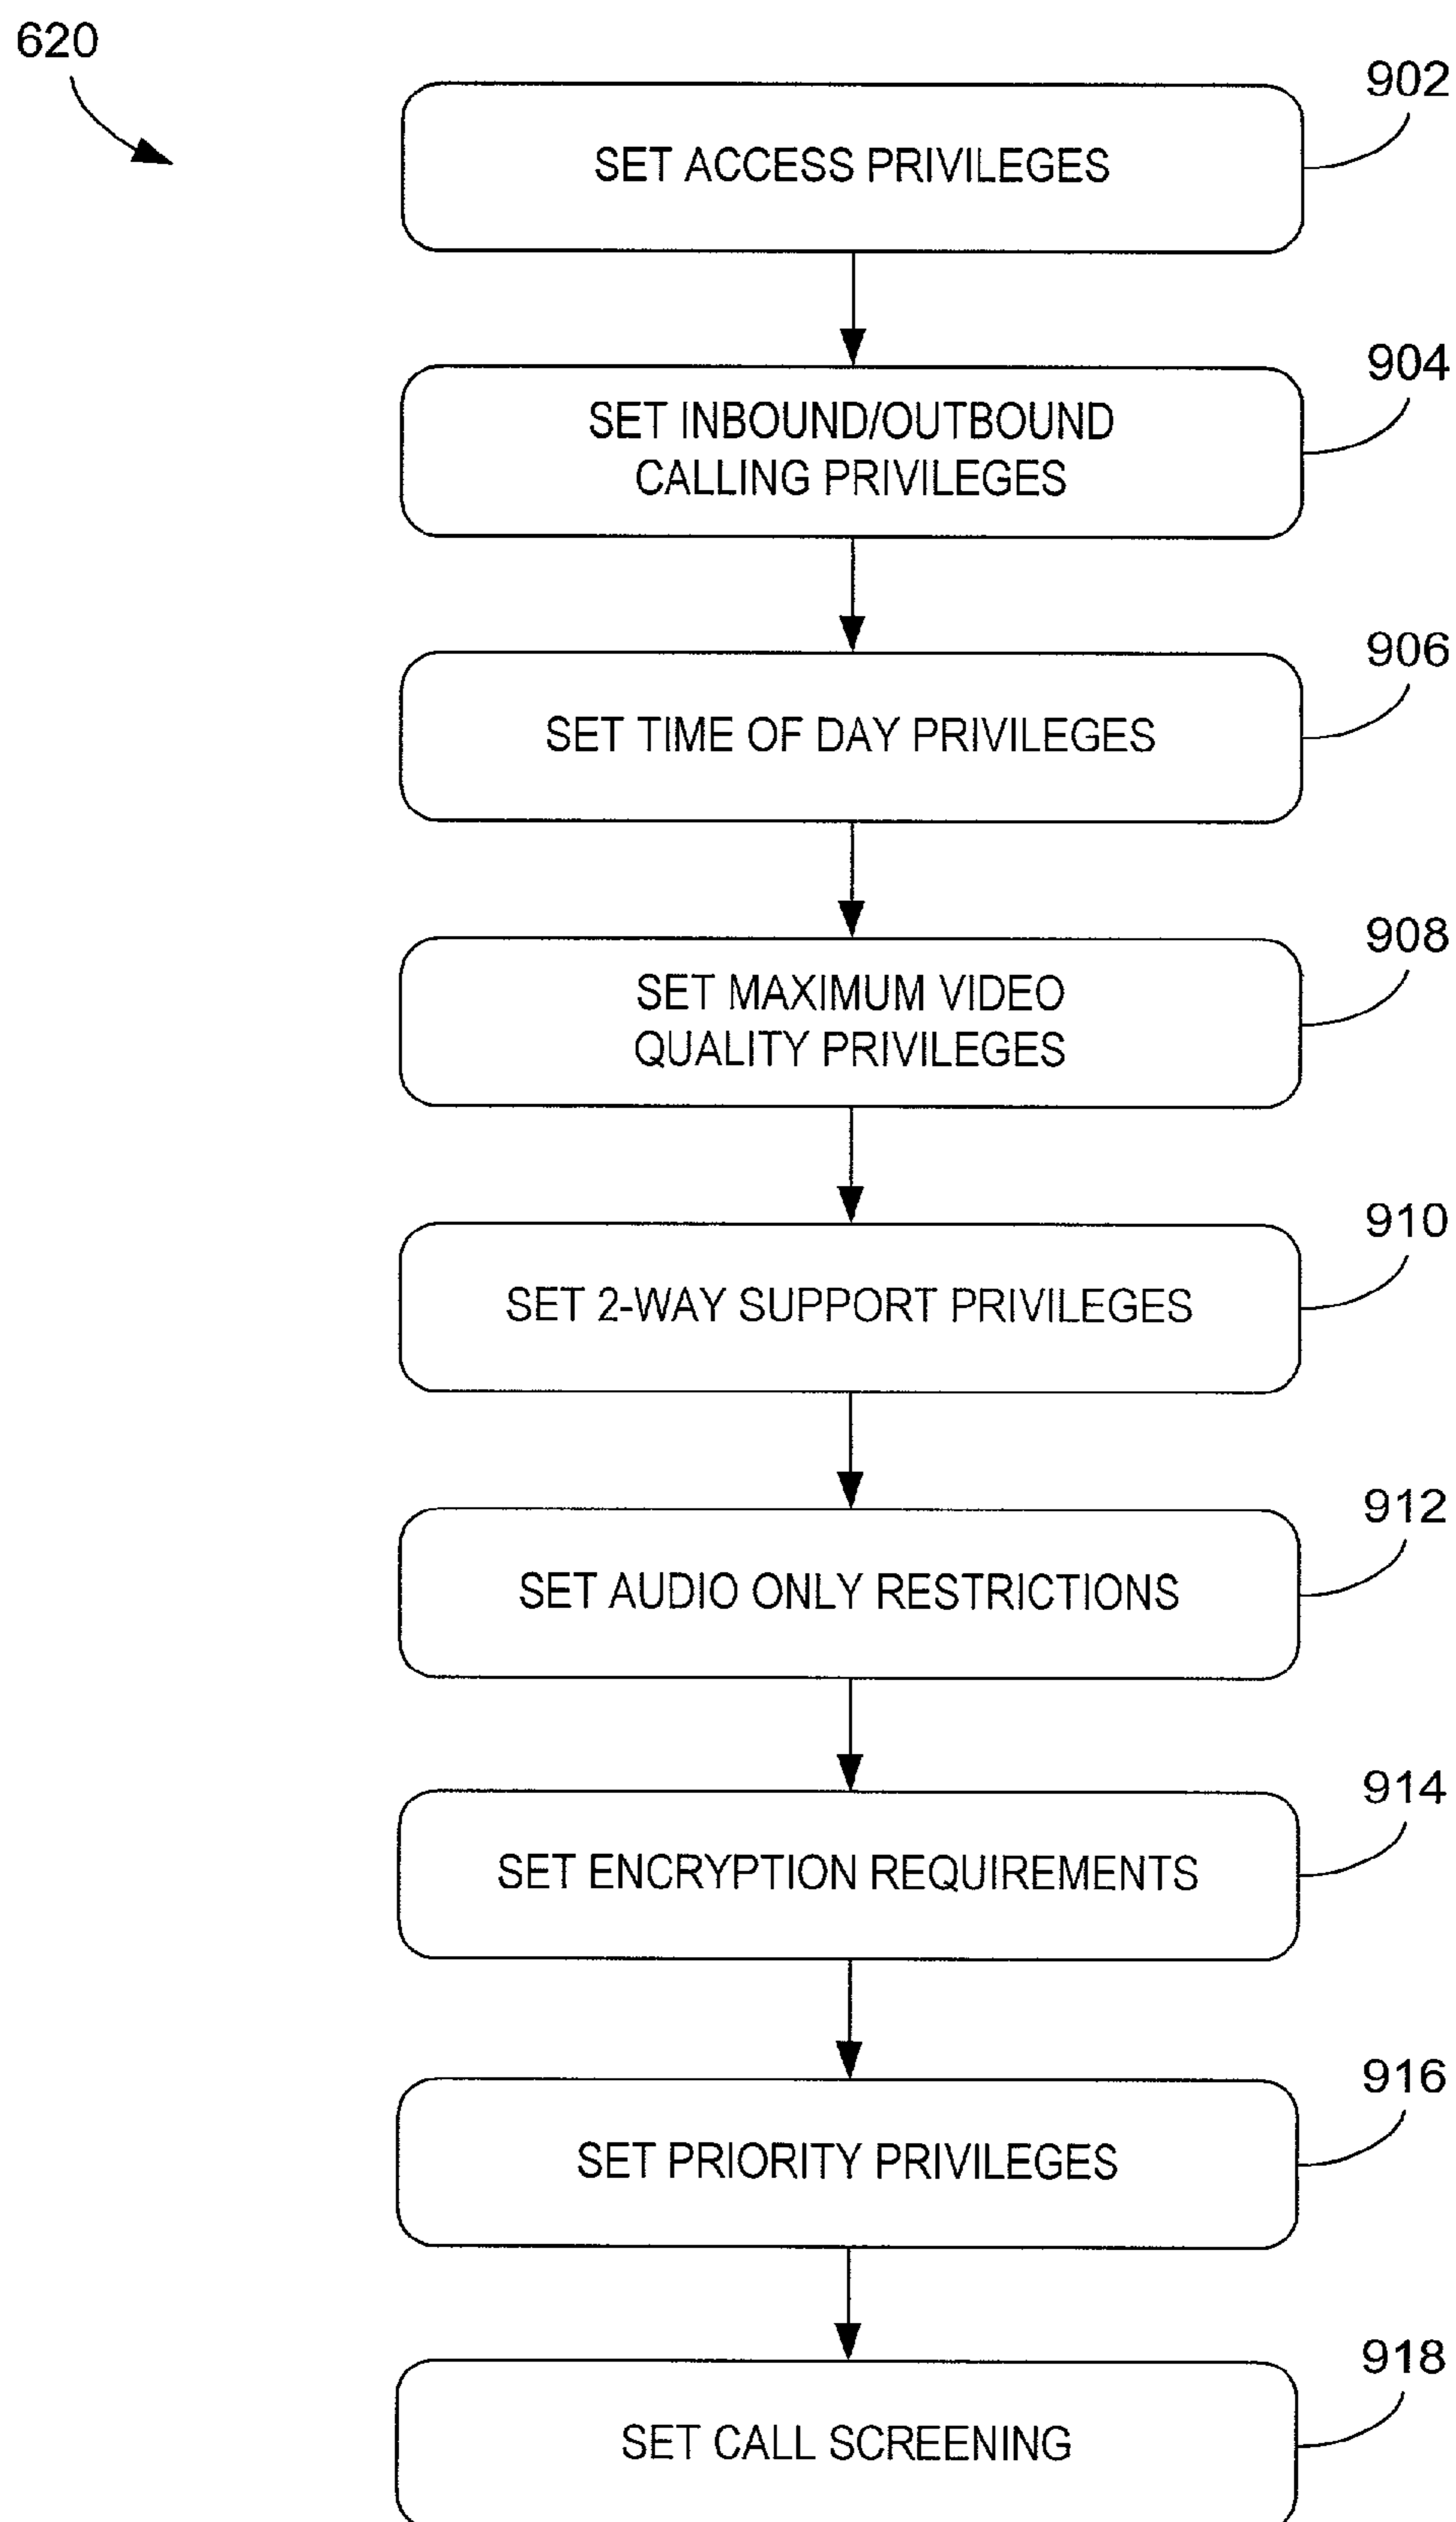 620
902
SET ACCESS PRIVILEGES
904
SET INBOUND/OUTBOUND
CALLING PRIVILEGES
906
SET TIME OF DAY PRIVILEGES
908
SET MAXIMUM VIDEO
QUALITY PRIVILEGES
910
SET 2-WAY SUPPORT PRIVILEGES
912
SET AUDIO ONLY RESTRICTIONS
914
SET ENCRYPTION REQUIREMENTS
916
SET PRIORITY PRIVILEGES
918
SET CALL SCREENING